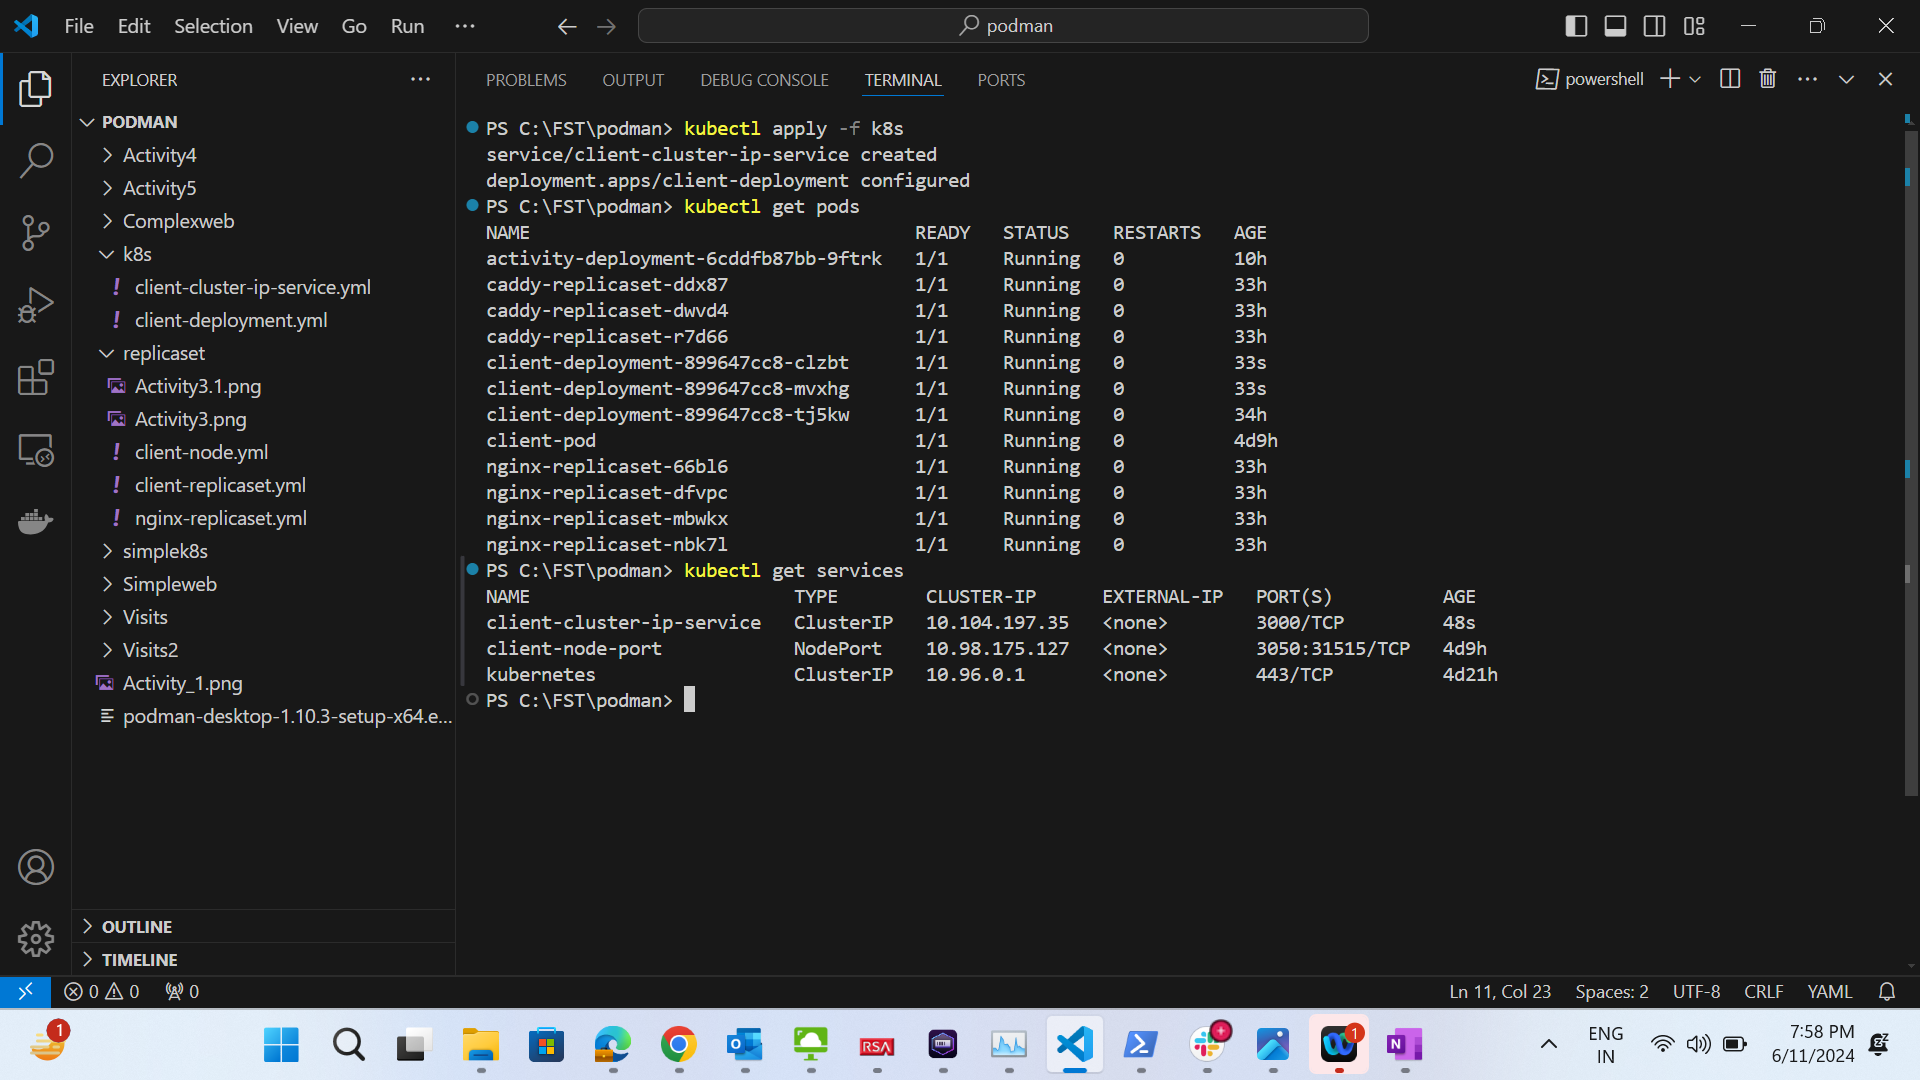 File Edit Selection View Go Run ···
podman
EXPLORER
PODMAN
Activity4
Activity5
Complexweb
k8s
! client-cluster-ip-service.yml
! client-deployment.yml
replicaset
Activity3.1.png
Activity3.png
! client-node.yml
! client-replicaset.yml
! nginx-replicaset.yml
simplek8s
Simpleweb
Visits
Visits2
Activity_1.png
podman-desktop-1.10.3-setup-x64.e...
OUTLINE
TIMELINE
PROBLEMS OUTPUT DEBUG CONSOLE TERMINAL PORTS
powershell
PS C:\FST\podman> kubectl apply -f k8s
service/client-cluster-ip-service created
deployment.apps/client-deployment configured
PS C:\FST\podman> kubectl get pods
NAME READY STATUS RESTARTS AGE
activity-deployment-6cddfb87bb-9ftrk 1/1 Running 0 10h
caddy-replicaset-ddx87 1/1 Running 0 33h
caddy-replicaset-dwvd4 1/1 Running 0 33h
caddy-replicaset-r7d66 1/1 Running 0 33h
client-deployment-899647cc8-clzbt 1/1 Running 0 33s
client-deployment-899647cc8-mvxhg 1/1 Running 0 33s
client-deployment-899647cc8-tj5kw 1/1 Running 0 34h
client-pod 1/1 Running 0 4d9h
nginx-replicaset-66bl6 1/1 Running 0 33h
nginx-replicaset-dfvpc 1/1 Running 0 33h
nginx-replicaset-mbwkx 1/1 Running 0 33h
nginx-replicaset-nbk7l 1/1 Running 0 33h
PS C:\FST\podman> kubectl get services
NAME TYPE CLUSTER-IP EXTERNAL-IP PORT(S) AGE
client-cluster-ip-service ClusterIP 10.104.197.35 <none> 3000/TCP 48s
client-node-port NodePort 10.98.175.127 <none> 3050:31515/TCP 4d9h
kubernetes ClusterIP 10.96.0.1 <none> 443/TCP 4d21h
PS C:\FST\podman>
0 0 0
Ln 11, Col 23 Spaces: 2 UTF-8 CRLF YAML
1
RSA
1
N
ENG
IN
7:58 PM
6/11/2024